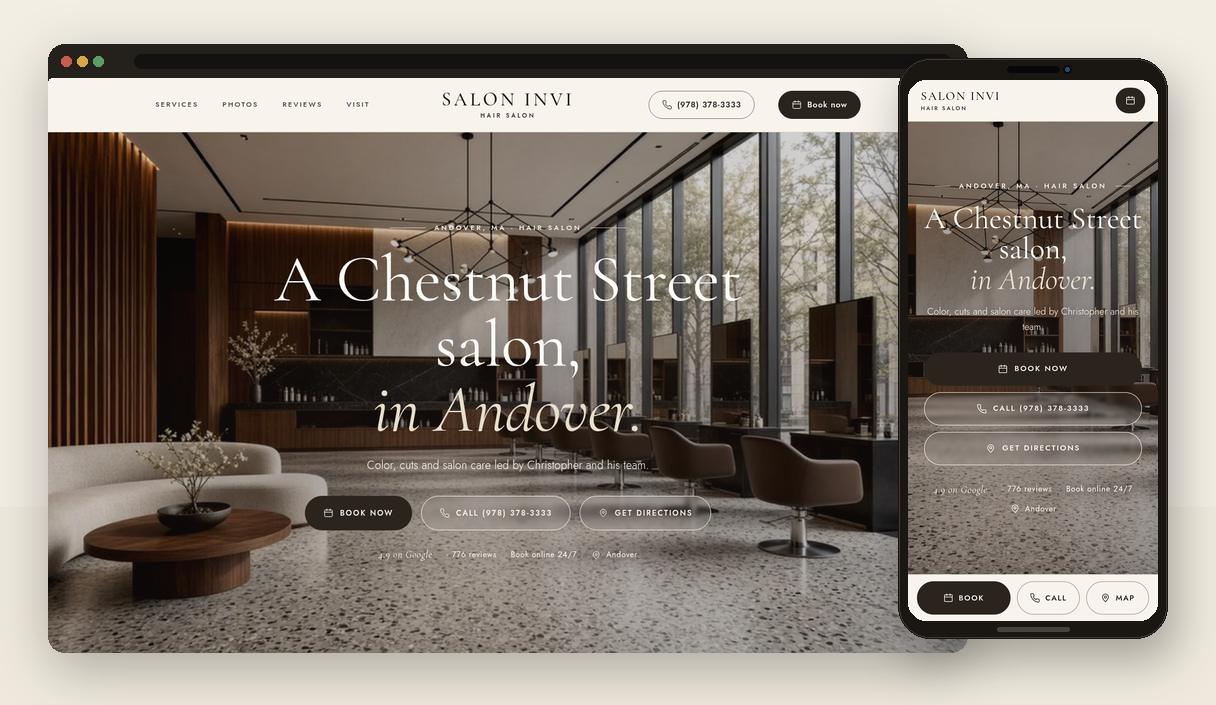 SERVICES PHOTOS REVIEWS VISIT
SALON INVI
HAIR SALON
(978) 378-3333
Book now
ANDOVER, MA · HAIR SALON
A Chestnut Street
salon,
in Andover.
Color, cuts and salon care led by Christopher and his team.
BOOK NOW
CALL (978) 378-3333
GET DIRECTIONS
4.9 on Google · 776 reviews Book online 24/7 Andover
SALON INVI
HAIR SALON
ANDOVER, MA · HAIR SALON
A Chestnut Street
salon,
in Andover.
Color, cuts and salon care led by Christopher and his
team.
BOOK NOW
CALL (978) 378-3333
GET DIRECTIONS
4.9 on Google · 776 reviews Book online 24/7
Andover
BOOK
CALL
MAP